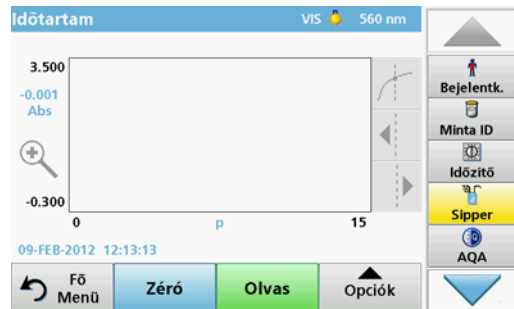 Időtartam VIS 560 nm
3.500
-0.001
Abs
-0.300
0 p 15
09-FEB-2012 12:13:13
Fő
Menü
Zéró
Olvas
Opciók
Bejelentk.
Minta ID
Időzítő
Sipper
AQA